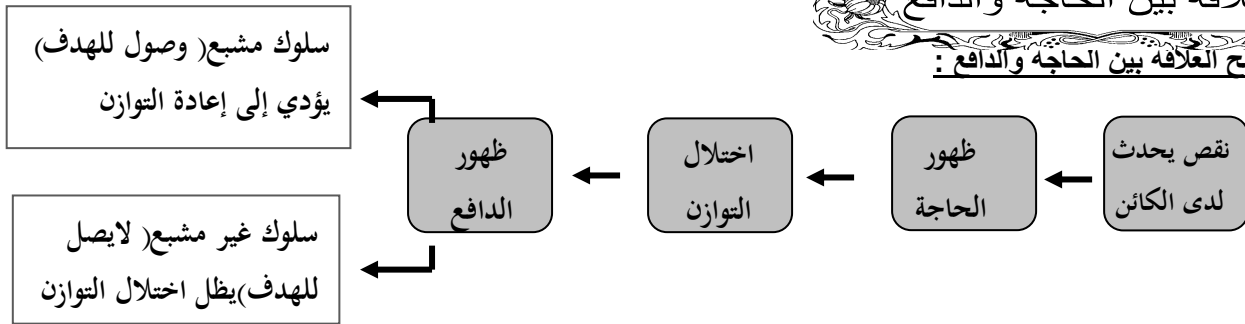 بين الحاجة والدافع
العلاقة بين الحاجة والدافع :
نقص يحدث
لدى الكائن
ظهور
الحاجة
اختلال
التوازن
ظهور
الدافع
سلوك مشبع( وصول للهدف)
يؤدي إلى إعادة التوازن
سلوك غير مشبع( لايصل
للهدف)يظل اختلال التوازن